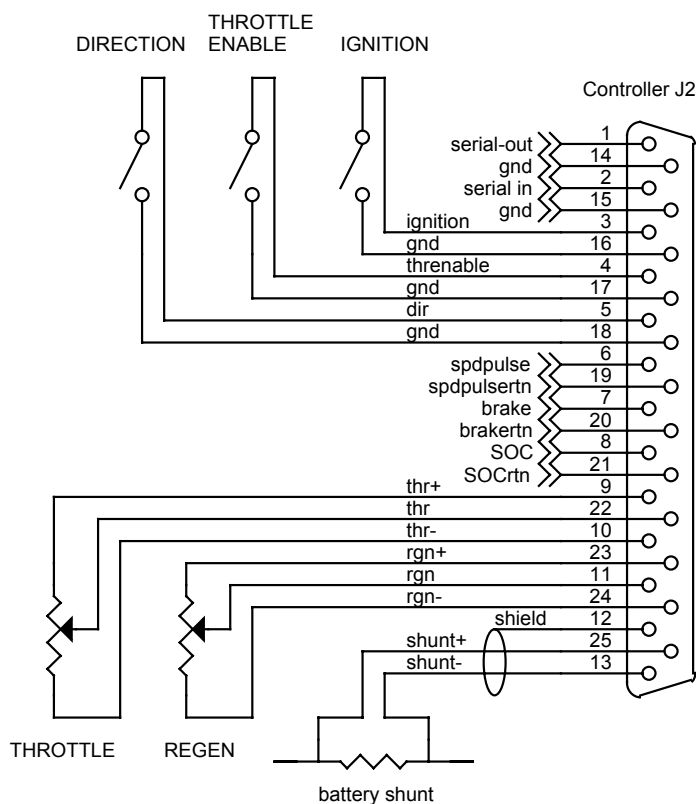 THROTTLE
DIRECTION ENABLE IGNITION
Controller J2
serial-out 1
gnd 14
serial in 2
gnd 15
ignition 3
gnd 16
threnable 4
gnd 17
dir 5
gnd 18
spdpulse 6
spdpulsertn 19
brake 7
brakertn 20
SOC 8
SOCrtn 21
thr+ 9
thr 22
thr- 10
rgn+ 23
rgn 11
rgn- 24
shield 12
shunt+ 25
shunt- 13
THROTTLE REGEN
battery shunt